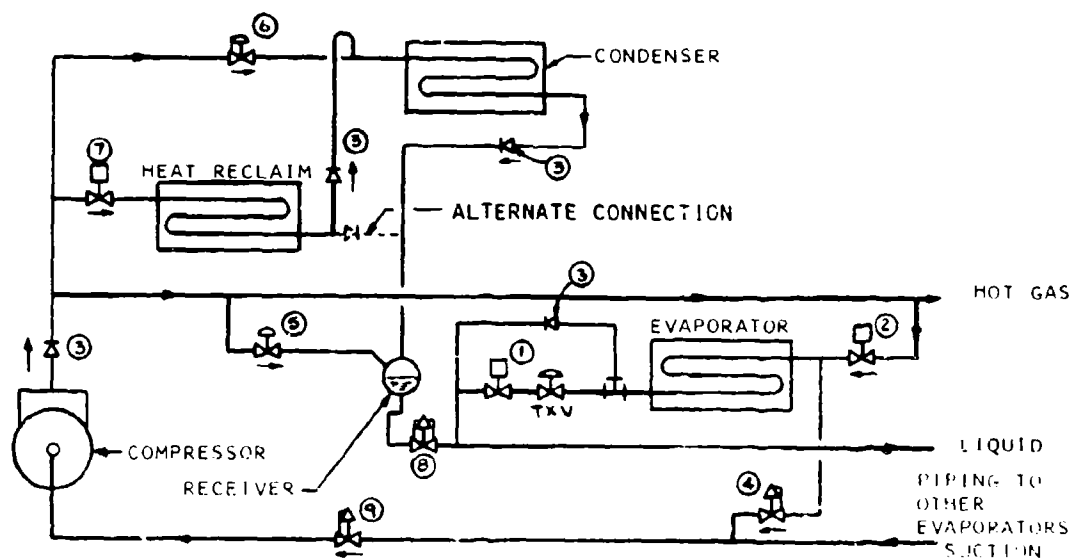 ⑥
CONDENSER
⑦
HEAT RECLAIM
③
③
ALTERNATE CONNECTION
③
HOT GAS
⑤
EVAPORATOR
②
③
①
TXV
COMPRESSOR
⑧
LIQUID
RECEIVER
④
PIPING TO
OTHER
EVAPORATORS
⑨
SUCTION